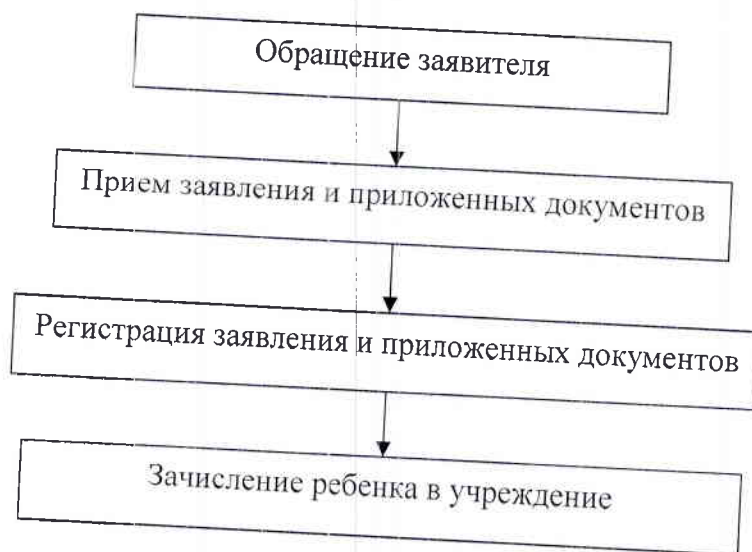 Обращение заявителя
Прием заявления и приложенных документов
Регистрация заявления и приложенных документов
Зачисление ребенка в учреждение